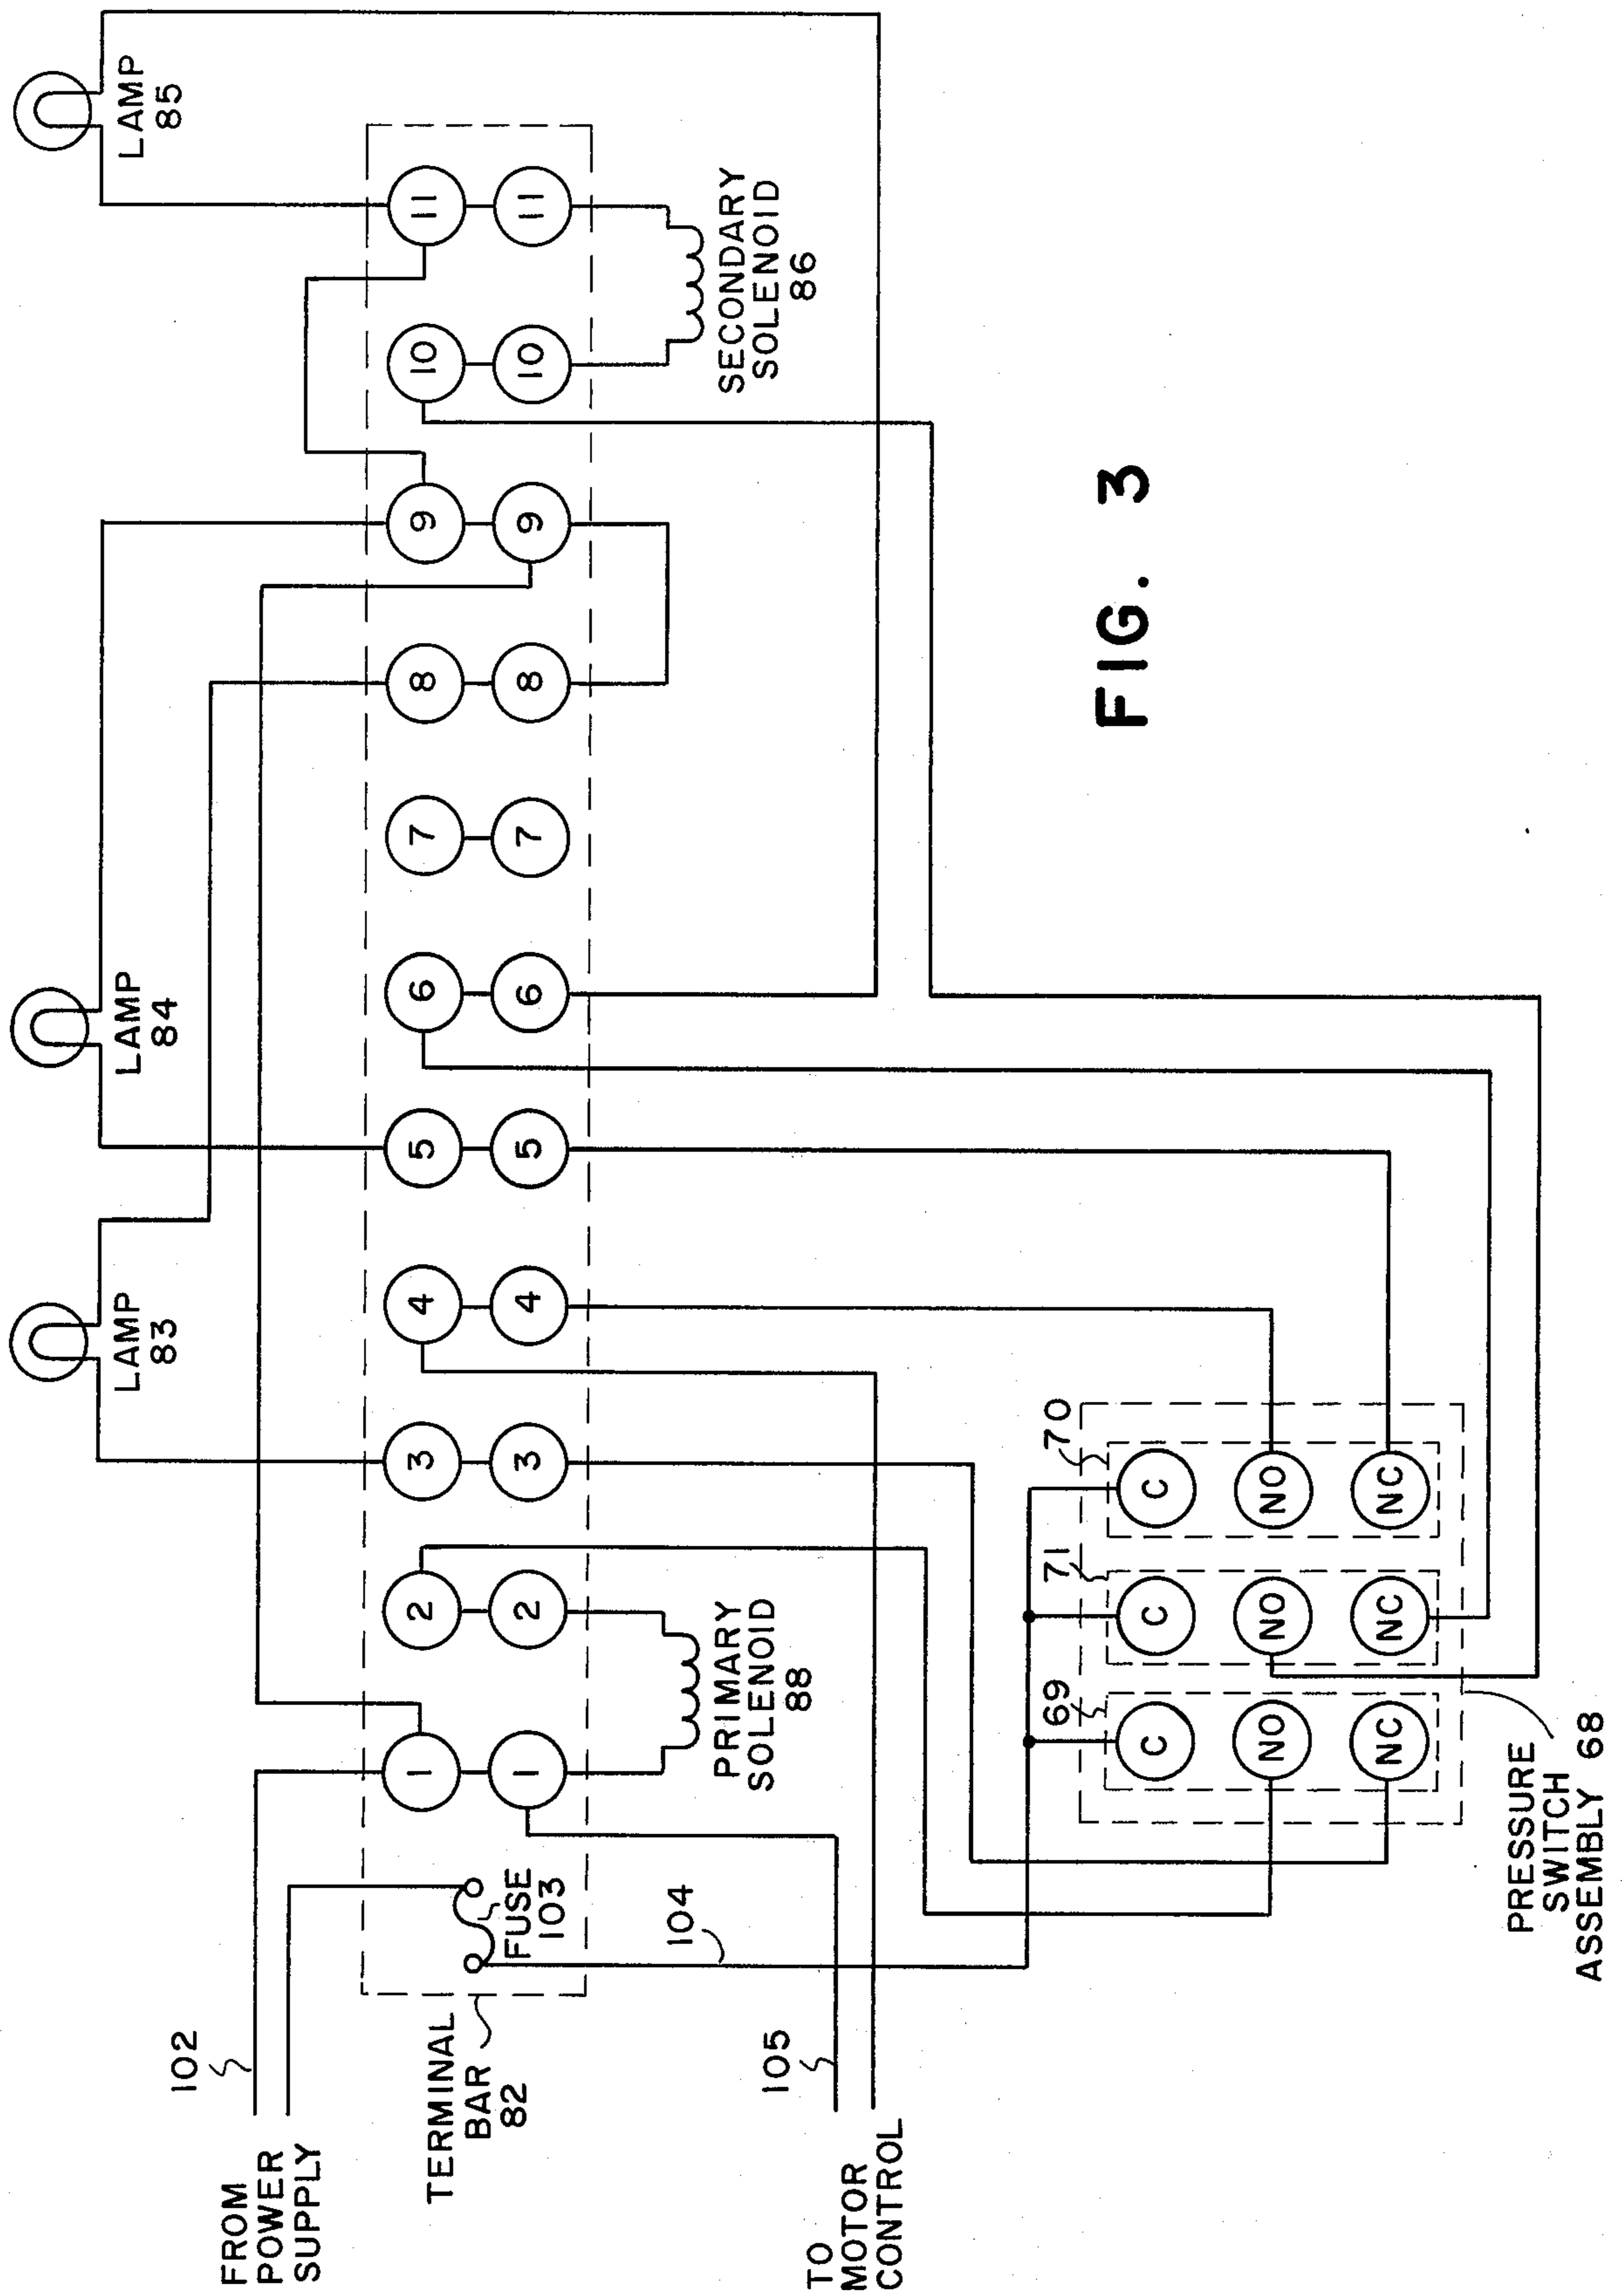 FROM
POWER
SUPPLY
102
TERMINAL
BAR
82
FUSE
103
104
TO
MOTOR
CONTROL
105
LAMP
83
LAMP
84
LAMP
85
1 2 3 4 5 6 7 8 9 10 11
1 2 3 4 5 6 7 8 9 10 11
PRIMARY
SOLENOID
88
SECONDARY
SOLENOID
86
69 71 70
C C C
NO NO NO
NC NC NC
PRESSURE
SWITCH
ASSEMBLY 68
FIG. 3